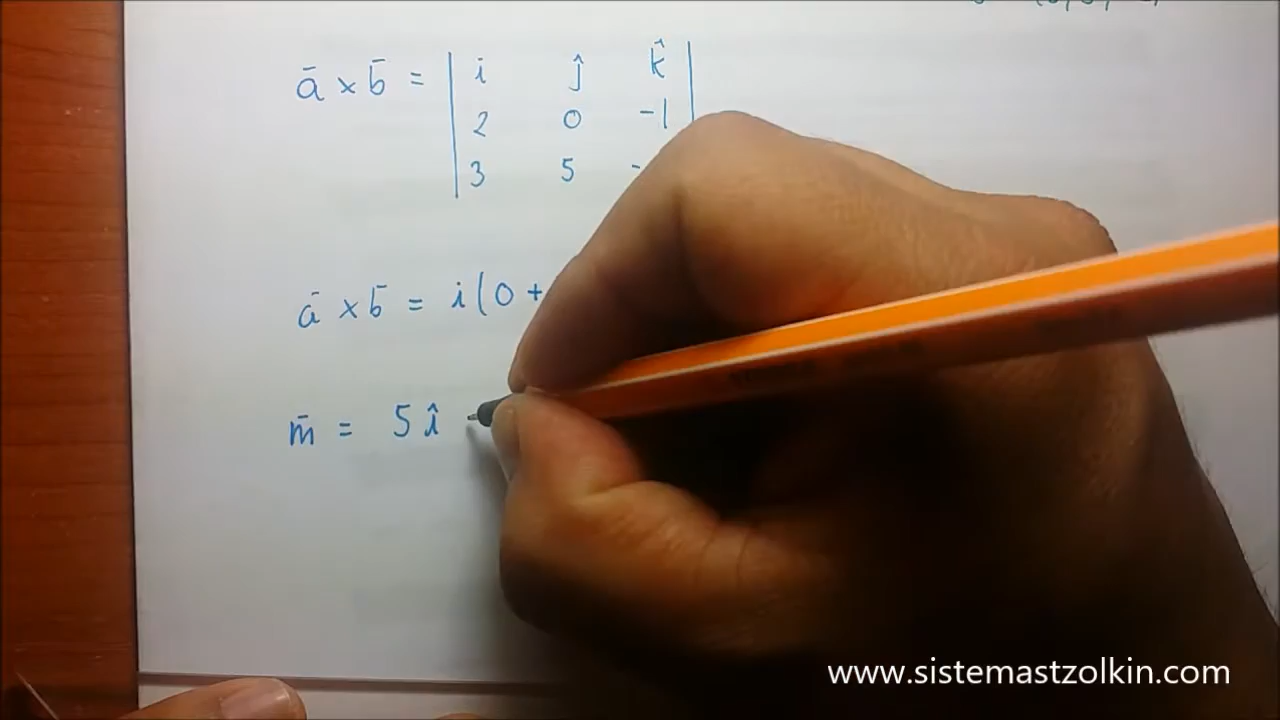 ā × b̄ = | i ĵ k̂ |
2 0 -1
3 5 -
ā × b̄ = i(0 +
m̄ = 5 î
www.sistemastzolkin.com